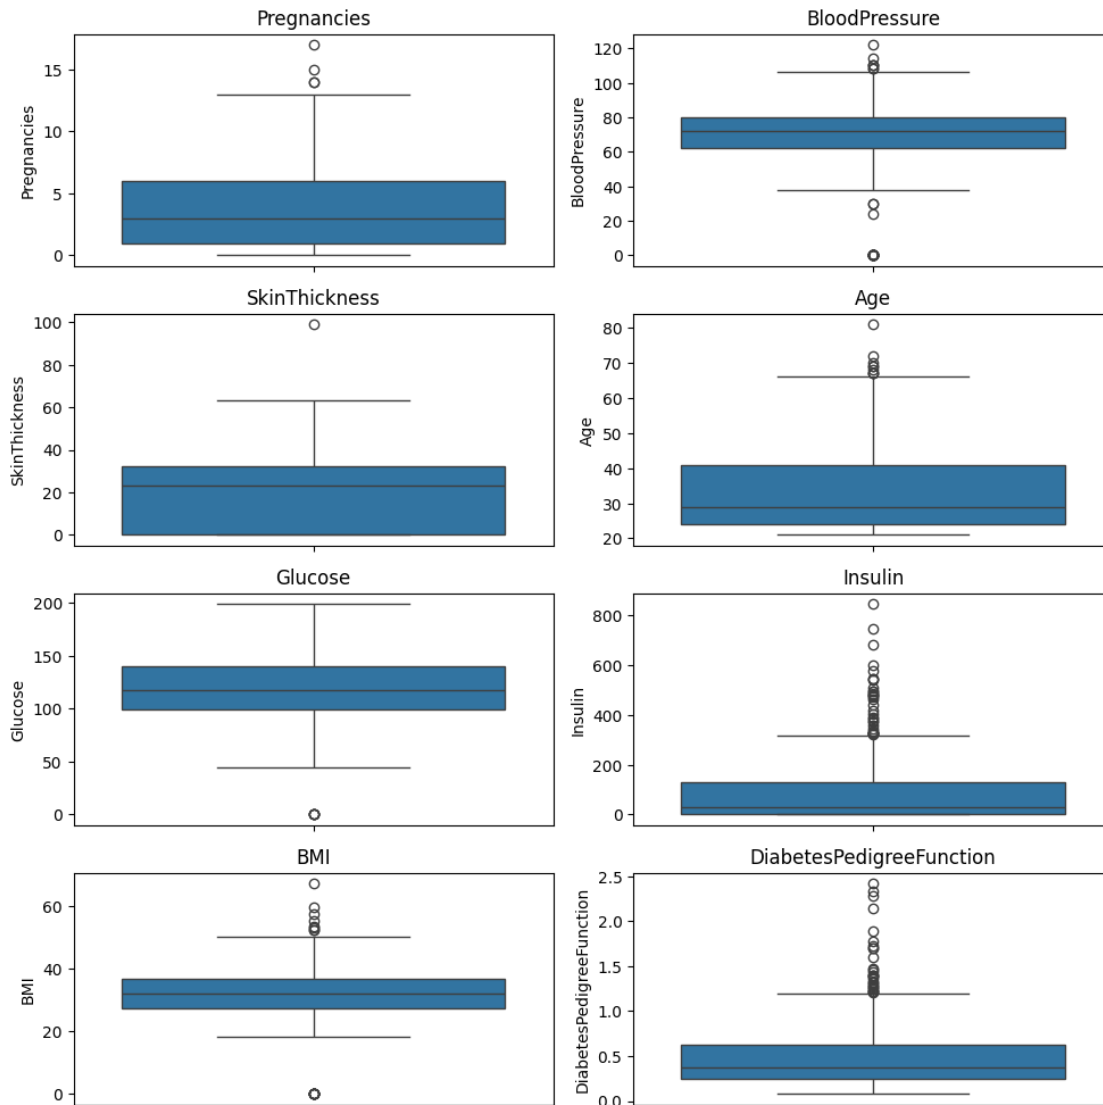 Pregnancies
Pregnancies
15
10
5
0
BloodPressure
BloodPressure
120
100
80
60
40
20
0
SkinThickness
SkinThickness
100
80
60
40
20
0
Age
Age
80
70
60
50
40
30
20
Glucose
Glucose
200
150
100
50
0
Insulin
Insulin
800
600
400
200
0
BMI
BMI
60
40
20
0
DiabetesPedigreeFunction
DiabetesPedigreeFunction
2.5
2.0
1.5
1.0
0.5
0.0